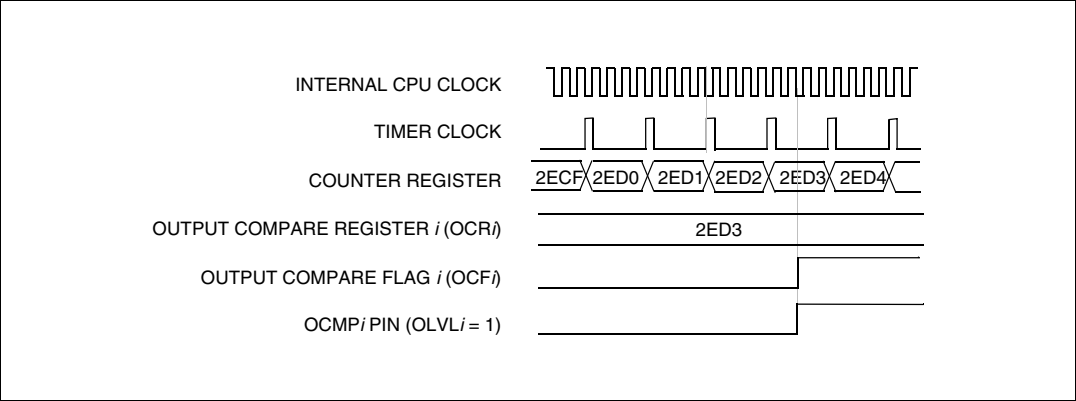 INTERNAL CPU CLOCK
TIMER CLOCK
COUNTER REGISTER 2ECF 2ED0 2ED1 2ED2 2ED3 2ED4
OUTPUT COMPARE REGISTER i (OCRi) 2ED3
OUTPUT COMPARE FLAG i (OCFi)
OCMPi PIN (OLVLi = 1)